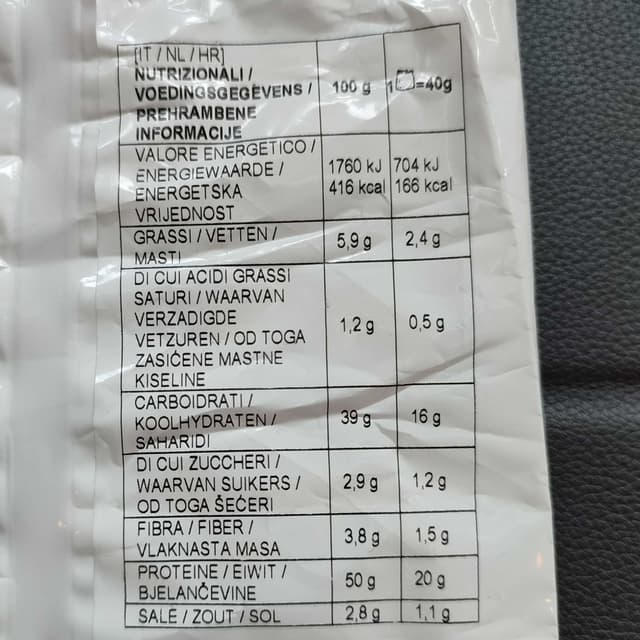 [IT / NL / HR]
NUTRIZIONALI /
VOEDINGSGEGEVENS /
PREHRAMBENE
INFORMACIJE
100 g
1 =40g
VALORE ENERGETICO /
ENERGIEWAARDE /
ENERGETSKA
VRIJEDNOST
1760 kJ
416 kcal
704 kJ
166 kcal
GRASSI / VETTEN /
MASTI
5,9 g
2,4 g
DI CUI ACIDI GRASSI
SATURI / WAARVAN
VERZADIGDE
VETZUREN / OD TOGA
ZASIĆENE MASTNE
KISELINE
1,2 g
0,5 g
CARBOIDRATI /
KOOLHYDRATEN /
SAHARIDI
39 g
16 g
DI CUI ZUCCHERI /
WAARVAN SUIKERS /
OD TOGA ŠEĆERI
2,9 g
1,2 g
FIBRA / FIBER /
VLAKNASTA MASA
3,8 g
1,5 g
PROTEINE / EIWIT /
BJELANČEVINE
50 g
20 g
SALE / ZOUT / SOL
2,8 g
1,1 g